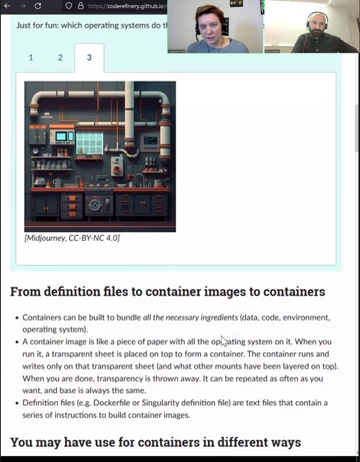 https://coderefinery.github.io/
Just for fun: which operating systems do th
1 2 3
[Midjourney, CC-BY-NC 4.0]
From definition files to container images to containers
Containers can be built to bundle all the necessary ingredients (data, code, environment,
operating system).
A container image is like a piece of paper with all the operating system on it. When you
run it, a transparent sheet is placed on top to form a container. The container runs and
writes only on that transparent sheet (and what other mounts have been layered on top).
When you are done, transparency is thrown away. It can be repeated as often as you
want, and base is always the same.
Definition files (e.g. Dockerfile or Singularity definition file) are text files that contain a
series of instructions to build container images.
You may have use for containers in different ways